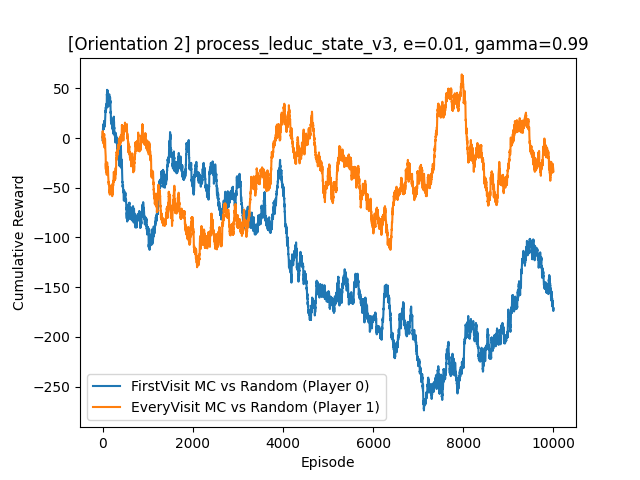 [Orientation 2] process_leduc_state_v3, e=0.01, gamma=0.99
Cumulative Reward
50
0
−50
−100
−150
−200
−250
FirstVisit MC vs Random (Player 0)
EveryVisit MC vs Random (Player 1)
0 2000 4000 6000 8000 10000
Episode